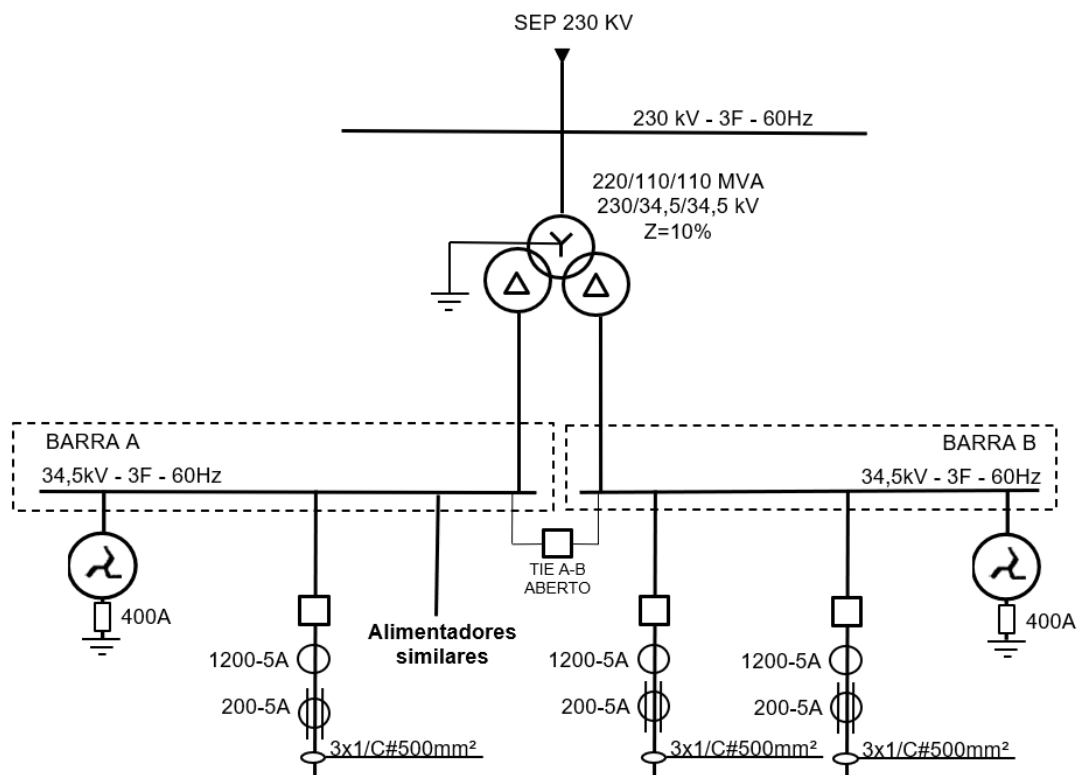 SEP 230 KV
230 kV - 3F - 60Hz
220/110/110 MVA
230/34,5/34,5 kV
Z=10%
BARRA A
34,5kV - 3F - 60Hz
BARRA B
34,5kV - 3F - 60Hz
TIE A-B
ABERTO
400A
400A
Alimentadores
similares
1200-5A
1200-5A
1200-5A
200-5A
200-5A
200-5A
3x1/C#500mm²
3x1/C#500mm²
3x1/C#500mm²